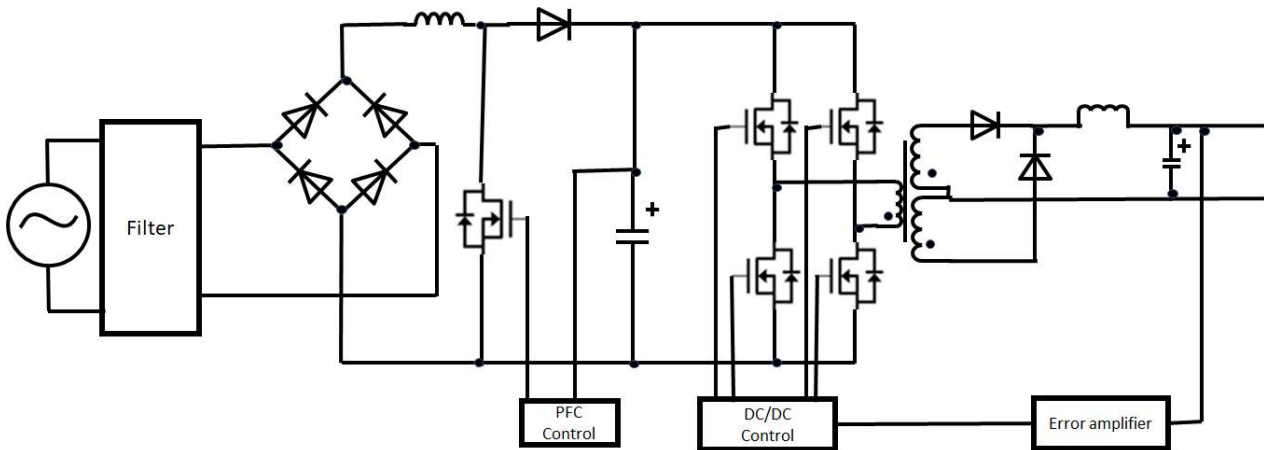 Filter
+
+
PFC
Control
DC/DC
Control
Error amplifier